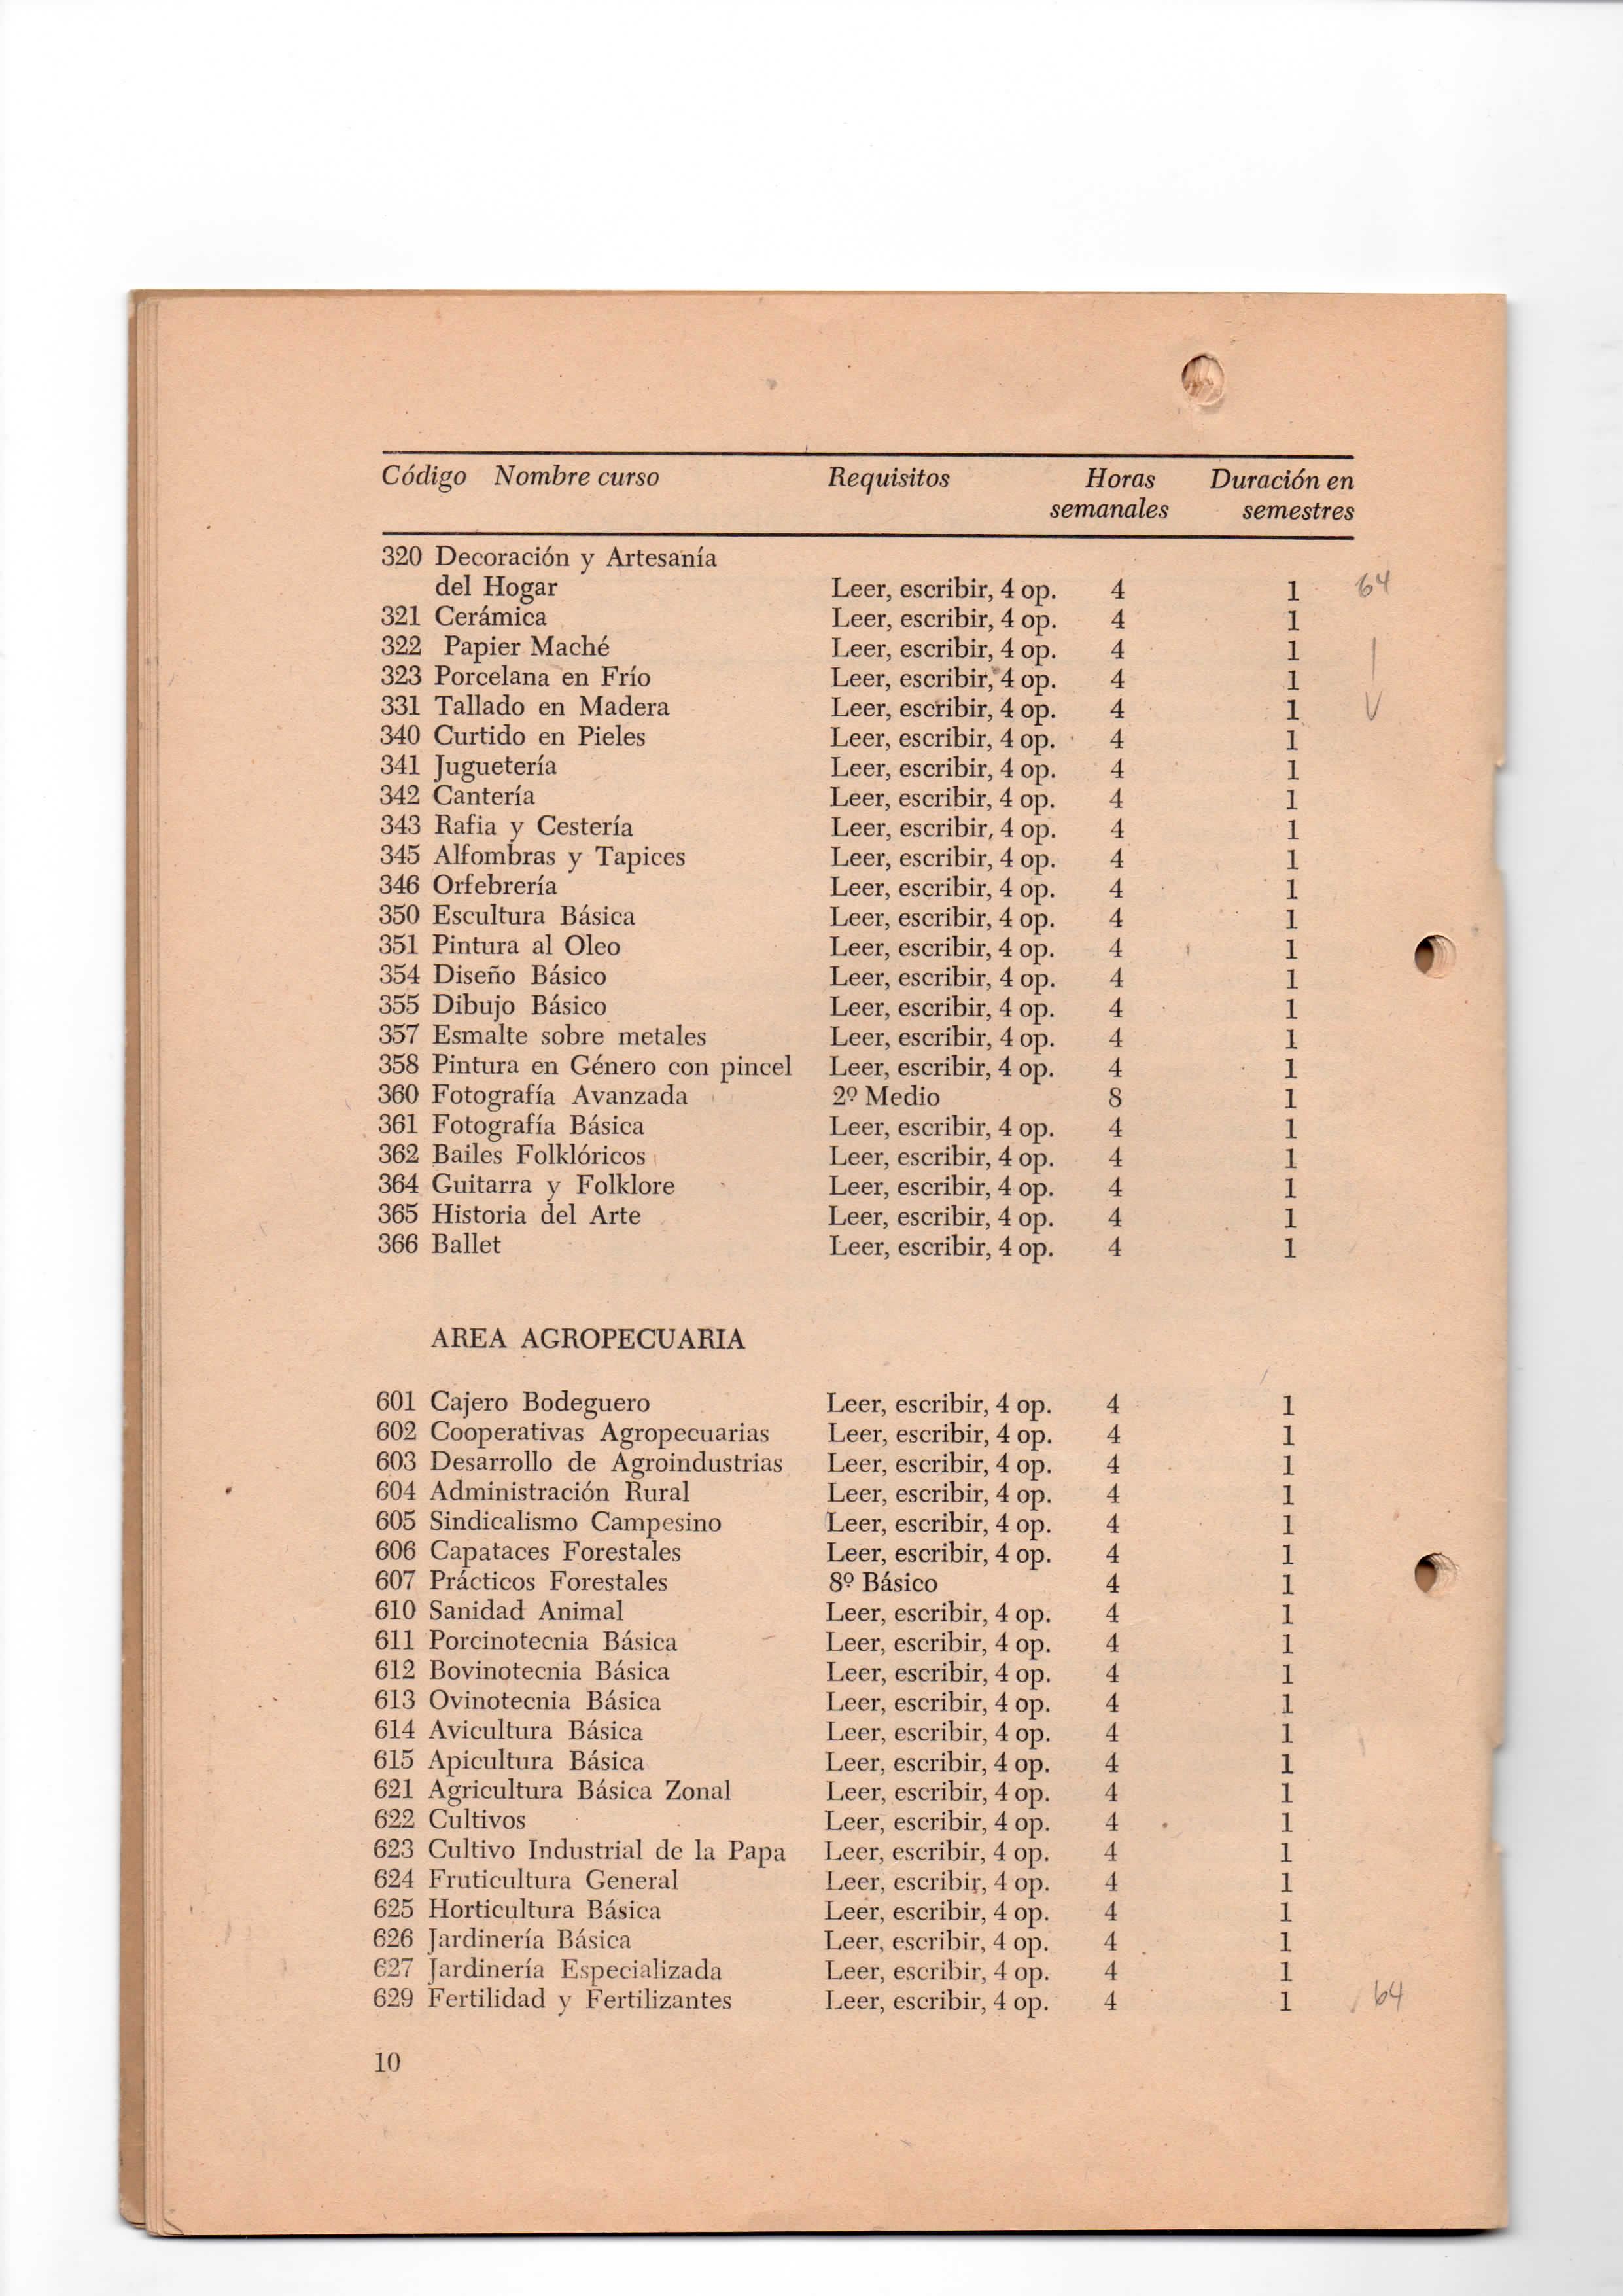 Código Nombre curso Requisitos Horas semanales Duración en semestres
320 Decoración y Artesanía
del Hogar Leer, escribir, 4 op. 4 1 64
321 Cerámica Leer, escribir, 4 op. 4 1
322 Papier Maché Leer, escribir, 4 op. 4 1
323 Porcelana en Frío Leer, escribir, 4 op. 4 1
331 Tallado en Madera Leer, escribir, 4 op. 4 1
340 Curtido en Pieles Leer, escribir, 4 op. 4 1
341 Juguetería Leer, escribir, 4 op. 4 1
342 Cantería Leer, escribir, 4 op. 4 1
343 Rafia y Cestería Leer, escribir, 4 op. 4 1
345 Alfombras y Tapices Leer, escribir, 4 op. 4 1
346 Orfebrería Leer, escribir, 4 op. 4 1
350 Escultura Básica Leer, escribir, 4 op. 4 1
351 Pintura al Oleo Leer, escribir, 4 op. 4 1
354 Diseño Básico Leer, escribir, 4 op. 4 1
355 Dibujo Básico Leer, escribir, 4 op. 4 1
357 Esmalte sobre metales Leer, escribir, 4 op. 4 1
358 Pintura en Género con pincel Leer, escribir, 4 op. 4 1
360 Fotografía Avanzada 2º Medio 8 1
361 Fotografía Básica Leer, escribir, 4 op. 4 1
362 Bailes Folklóricos Leer, escribir, 4 op. 4 1
364 Guitarra y Folklore Leer, escribir, 4 op. 4 1
365 Historia del Arte Leer, escribir, 4 op. 4 1
366 Ballet Leer, escribir, 4 op. 4 1
AREA AGROPECUARIA
601 Cajero Bodeguero Leer, escribir, 4 op. 4 1
602 Cooperativas Agropecuarias Leer, escribir, 4 op. 4 1
603 Desarrollo de Agroindustrias Leer, escribir, 4 op. 4 1
604 Administración Rural Leer, escribir, 4 op. 4 1
605 Sindicalismo Campesino Leer, escribir, 4 op. 4 1
606 Capataces Forestales Leer, escribir, 4 op. 4 1
607 Prácticos Forestales 8º Básico 4 1
610 Sanidad Animal Leer, escribir, 4 op. 4 1
611 Porcinotecnia Básica Leer, escribir, 4 op. 4 1
612 Bovinotecnia Básica Leer, escribir, 4 op. 4 1
613 Ovinotecnia Básica Leer, escribir, 4 op. 4 1
614 Avicultura Básica Leer, escribir, 4 op. 4 1
615 Apicultura Básica Leer, escribir, 4 op. 4 1
621 Agricultura Básica Zonal Leer, escribir, 4 op. 4 1
622 Cultivos Leer, escribir, 4 op. 4 1
623 Cultivo Industrial de la Papa Leer, escribir, 4 op. 4 1
624 Fruticultura General Leer, escribir, 4 op. 4 1
625 Horticultura Básica Leer, escribir, 4 op. 4 1
626 Jardinería Básica Leer, escribir, 4 op. 4 1
627 Jardinería Especializada Leer, escribir, 4 op. 4 1
629 Fertilidad y Fertilizantes Leer, escribir, 4 op. 4 1 64
10